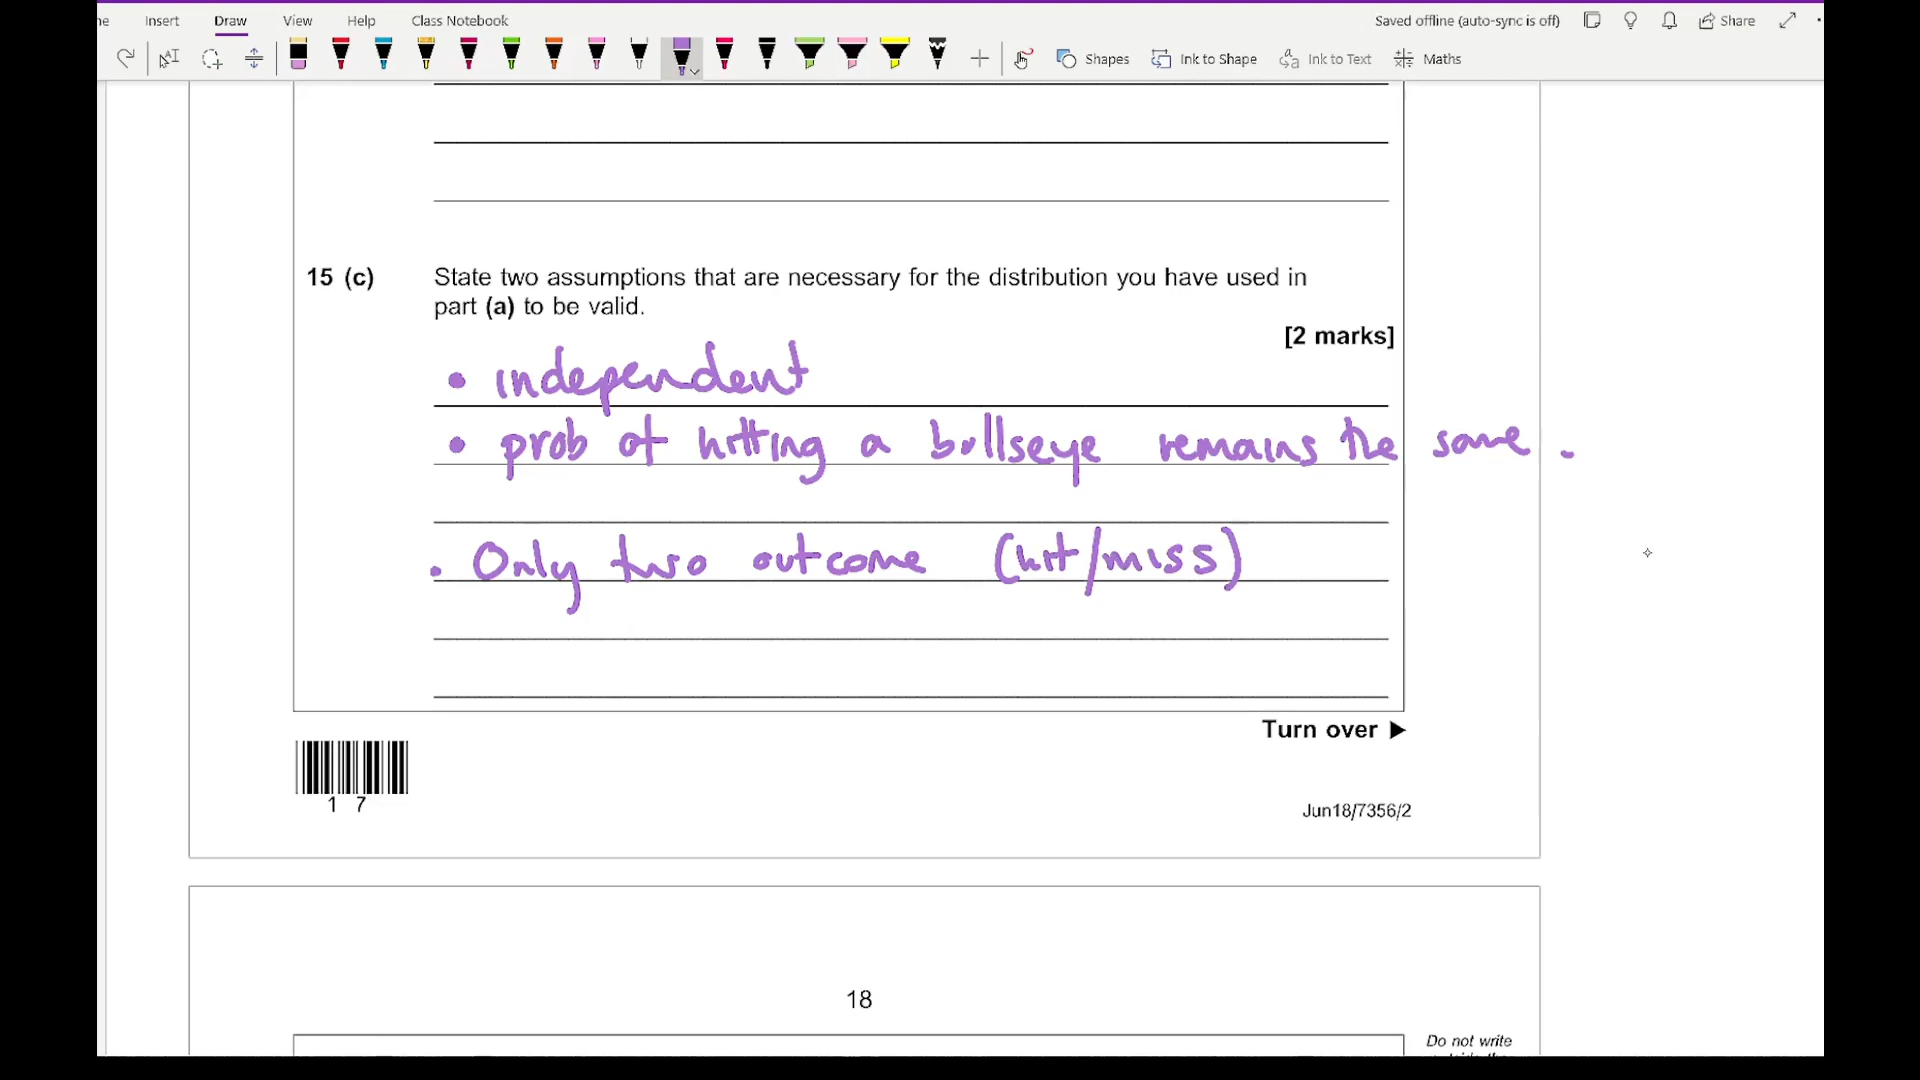 Insert Draw View Help Class Notebook Saved offline (auto-sync is off) Share
Shapes Ink to Shape Ink to Text Maths
15 (c) State two assumptions that are necessary for the distribution you have used in
part (a) to be valid.
[2 marks]
• independent
• prob of hitting a bullseye remains the same.
• Only two outcome (hit/miss)
Turn over ►
1 7
Jun18/7356/2
18
Do not write